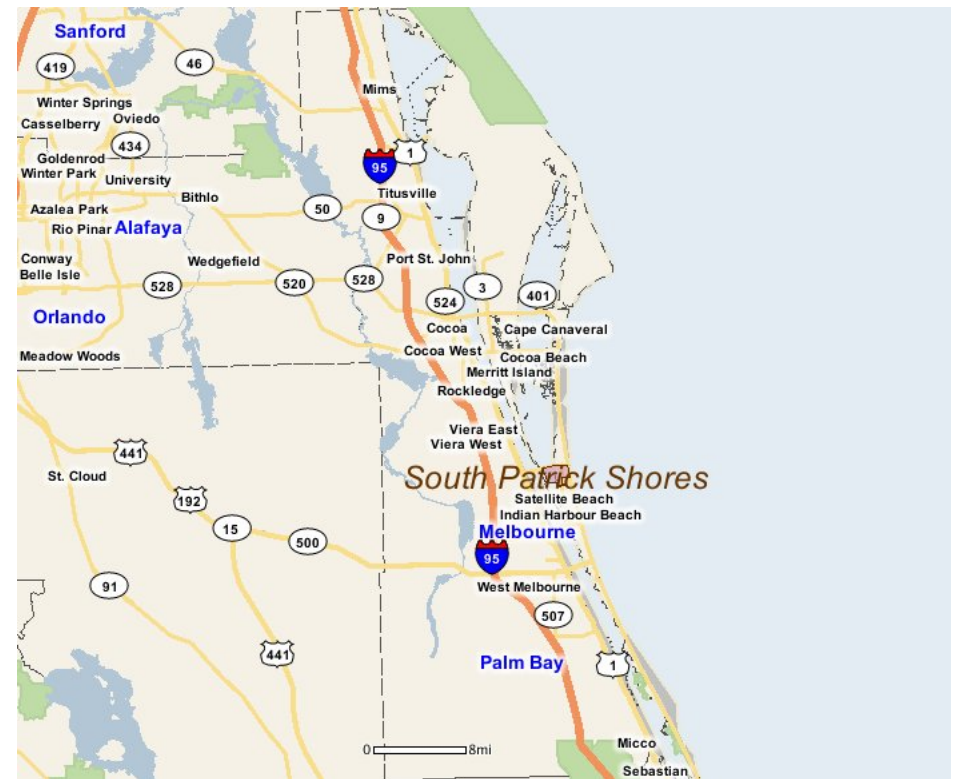 Sanford
419
46
Mims
Winter Springs
Casselberry
Oviedo
434
1
95
Goldenrod
Winter Park
University
Titusville
Bithlo
50
9
Azalea Park
Rio Pinar
Alafaya
Conway
Belle Isle
Wedgefield
Port St. John
528
520
528
3
401
524
Orlando
Cocoa
Cape Canaveral
Meadow Woods
Cocoa West
Cocoa Beach
Merritt Island
Rockledge
Viera East
Viera West
441
St. Cloud
South Patrick Shores
192
Satellite Beach
Indian Harbour Beach
15
500
Melbourne
95
91
West Melbourne
507
441
Palm Bay
1
Micco
0
8mi
Sebastian